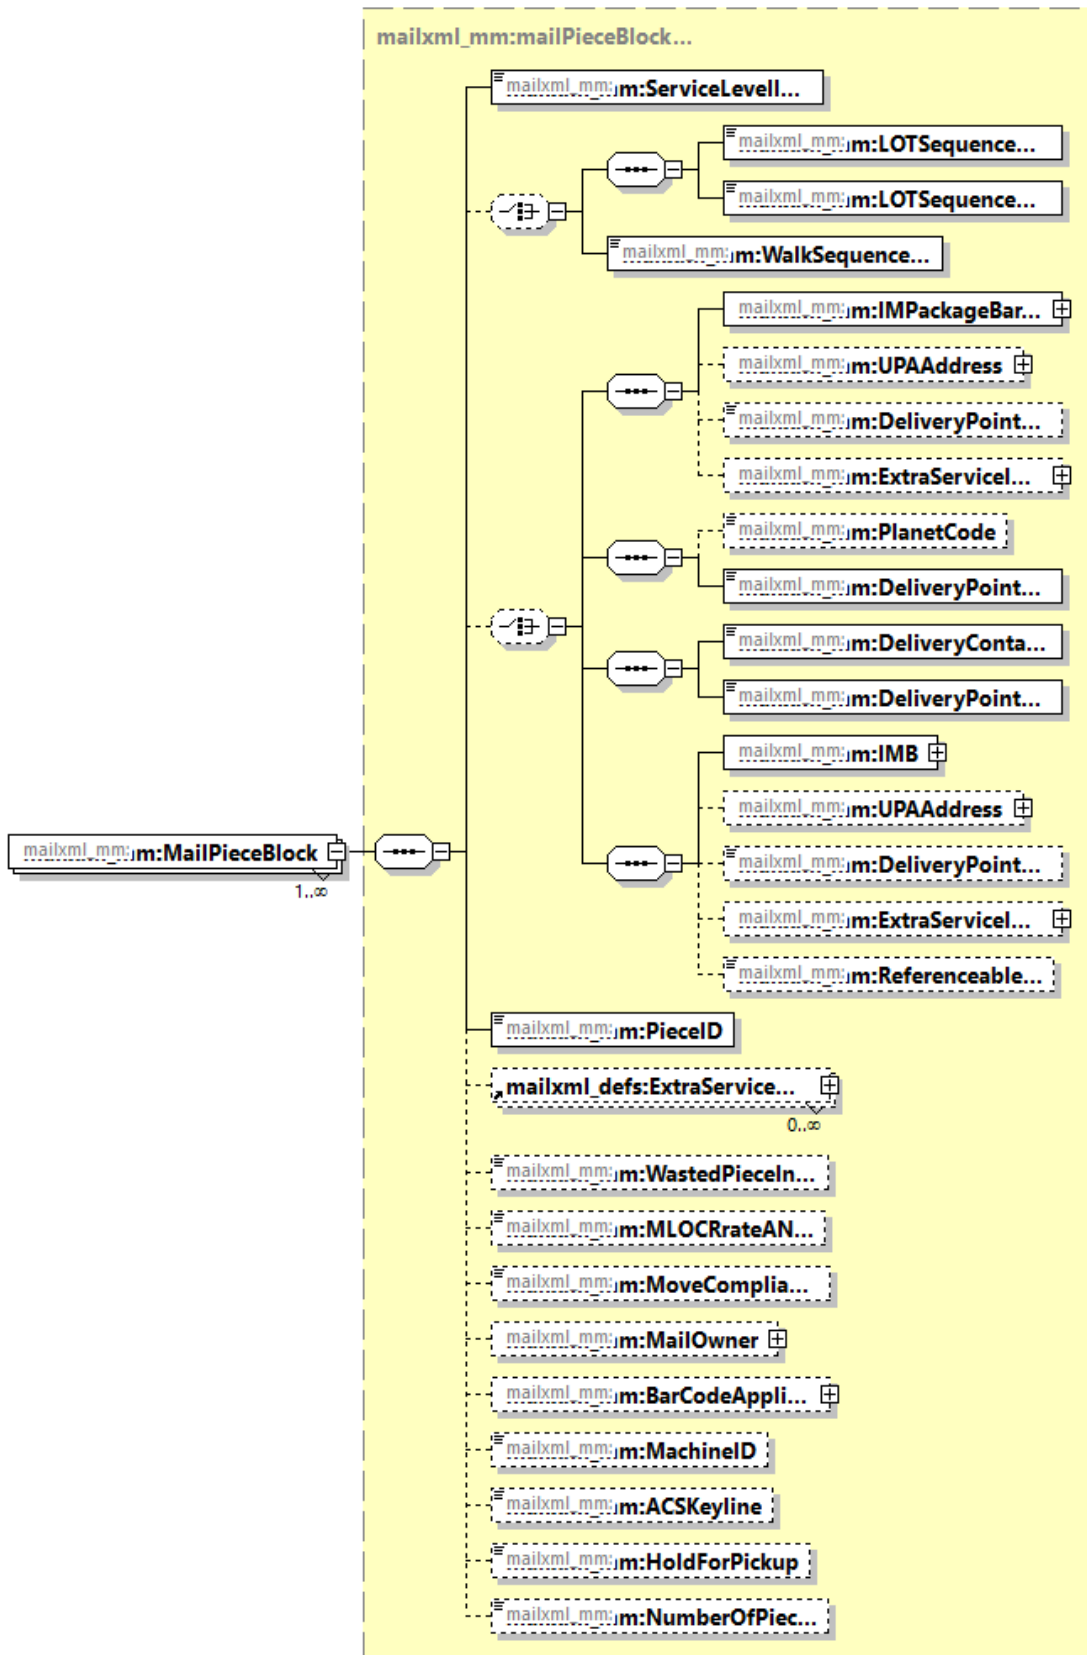 mailxml_mm:mailPieceBlock...
mailxml_mm:m:ServiceLevelI...
mailxml_mm:m:LOTSequence...
mailxml_mm:m:LOTSequence...
mailxml_mm:m:WalkSequence...
mailxml_mm:m:IMPackageBar...
mailxml_mm:m:UPAAddress
mailxml_mm:m:DeliveryPoint...
mailxml_mm:m:ExtraServiceI...
mailxml_mm:m:PlanetCode
mailxml_mm:m:DeliveryPoint...
mailxml_mm:m:DeliveryConta...
mailxml_mm:m:DeliveryPoint...
mailxml_mm:m:IMB
mailxml_mm:m:UPAAddress
mailxml_mm:m:MailPieceBlock
1..∞
mailxml_mm:m:DeliveryPoint...
mailxml_mm:m:ExtraServiceI...
mailxml_mm:m:Referenceable...
mailxml_mm:m:PieceID
mailxml_defs:ExtraService...
0..∞
mailxml_mm:m:WastedPieceIn...
mailxml_mm:m:MLOCRrateAN...
mailxml_mm:m:MoveComplia...
mailxml_mm:m:MailOwner
mailxml_mm:m:BarCodeAppli...
mailxml_mm:m:MachineID
mailxml_mm:m:ACSKeyline
mailxml_mm:m:HoldForPickup
mailxml_mm:m:NumberOfPiec...